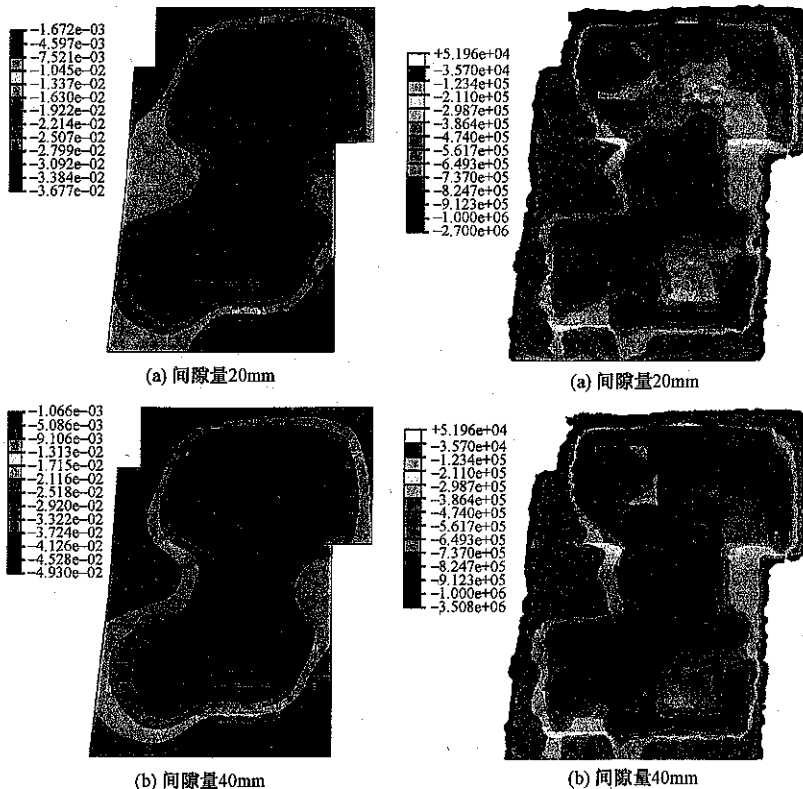 −1.672e−03
−4.597e−03
−7.521e−03
−1.045e−02
−1.337e−02
−1.630e−02
−1.922e−02
−2.214e−02
−2.507e−02
−2.799e−02
−3.092e−02
−3.384e−02
−3.677e−02
(a) 间隙量20mm
+5.196e+04
−3.570e+04
−1.234e+05
−2.110e+05
−2.987e+05
−3.864e+05
−4.740e+05
−5.617e+05
−6.493e+05
−7.370e+05
−8.247e+05
−9.123e+05
−1.000e+06
−2.700e+06
(a) 间隙量20mm
−1.066e−03
−5.086e−03
−9.106e−03
−1.313e−02
−1.715e−02
−2.116e−02
−2.518e−02
−2.920e−02
−3.322e−02
−3.724e−02
−4.126e−02
−4.528e−02
−4.930e−02
(b) 间隙量40mm
+5.196e+04
−3.570e+04
−1.234e+05
−2.110e+05
−2.987e+05
−3.864e+05
−4.740e+05
−5.617e+05
−6.493e+05
−7.370e+05
−8.247e+05
−9.123e+05
−1.000e+06
−3.508e+06
(b) 间隙量40mm